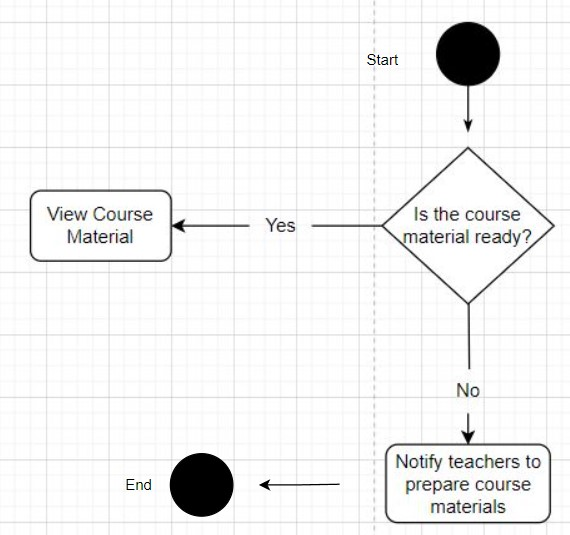 Start
Is the course
material ready?
Yes
View Course
Material
No
Notify teachers to
prepare course
materials
End